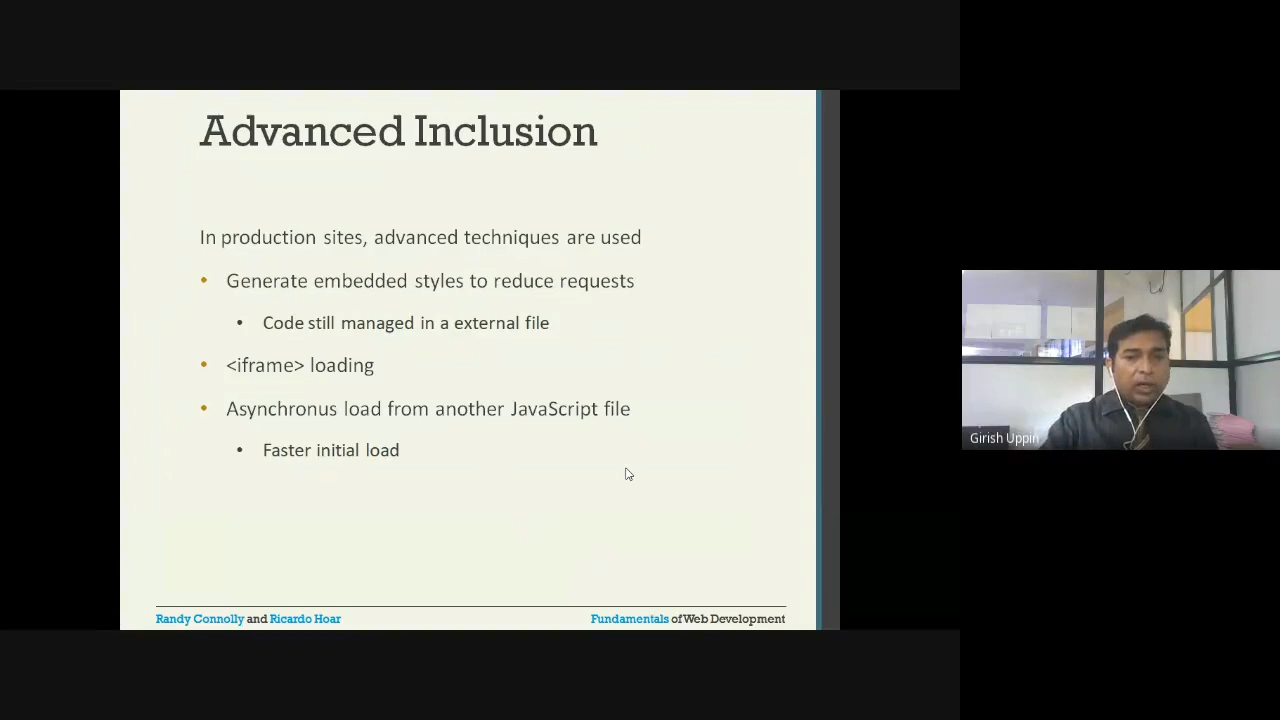 Advanced Inclusion
In production sites, advanced techniques are used
• Generate embedded styles to reduce requests
• Code still managed in a external file
• <iframe> loading
• Asynchronus load from another JavaScript file
• Faster initial load
Randy Connolly and Ricardo Hoar
Fundamentals of Web Development
Girish Uppin